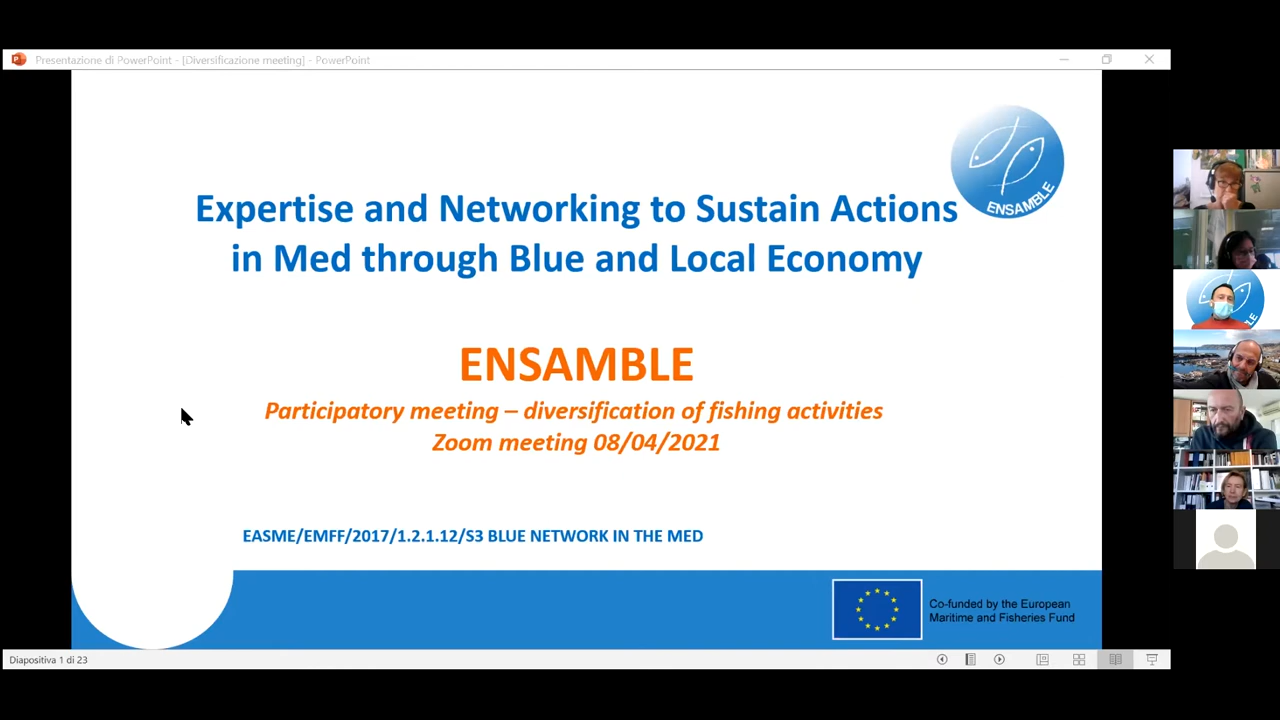 Presentazione di PowerPoint - [Diversificazione meeting] - PowerPoint
ENSAMBLE
Expertise and Networking to Sustain Actions
in Med through Blue and Local Economy
ENSAMBLE
Participatory meeting – diversification of fishing activities
Zoom meeting 08/04/2021
EASME/EMFF/2017/1.2.1.12/S3 BLUE NETWORK IN THE MED
Co-funded by the European
Maritime and Fisheries Fund
Diapositiva 1 di 23